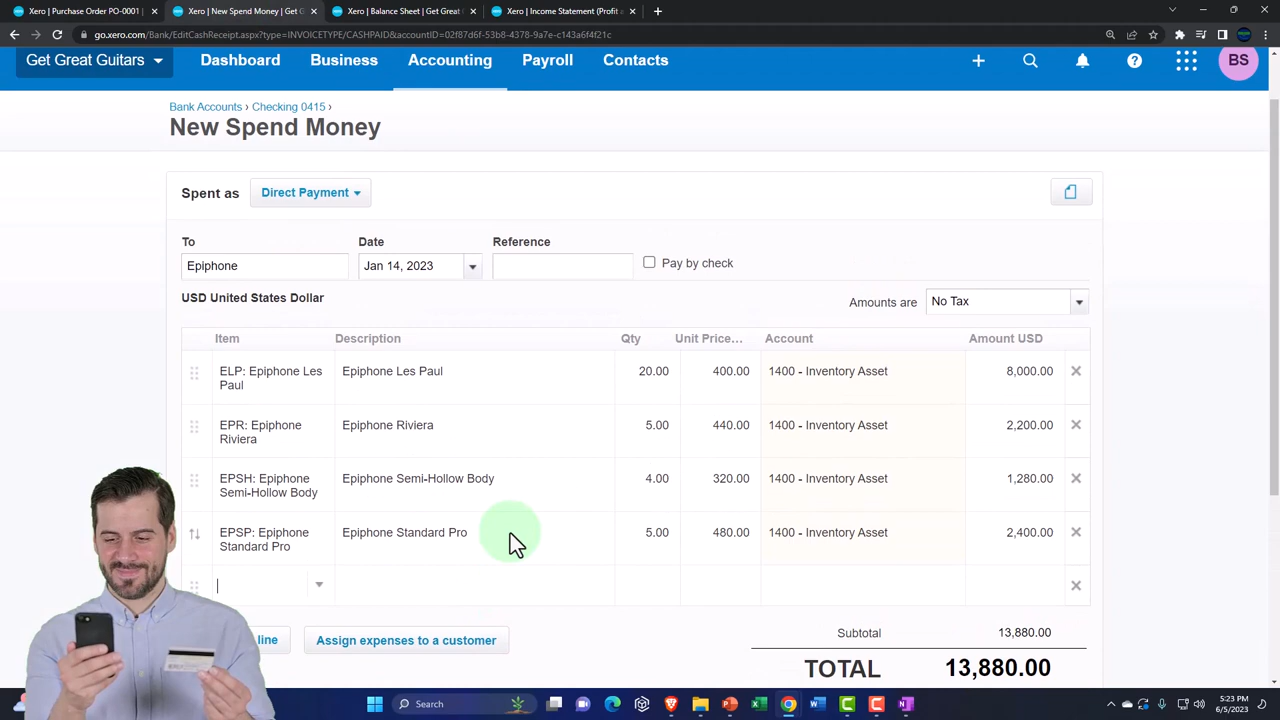 Xero | Purchase Order PO-0001 |
Xero | New Spend Money | Get G
Xero | Balance Sheet | Get Great
Xero | Income Statement (Profit a
go.xero.com/Bank/EditCashReceipt.aspx?type=INVOICETYPE/CASHPAID&accountID=02f87d6f-53b8-4378-9a7e-c143a6f4f21c
Get Great Guitars Dashboard Business Accounting Payroll Contacts BS
Bank Accounts › Checking 0415 ›
New Spend Money
Spent as Direct Payment
To Date Reference
Epiphone Jan 14, 2023 Pay by check
USD United States Dollar Amounts are No Tax
Item Description Qty Unit Price... Account Amount USD
ELP: Epiphone Les Paul Epiphone Les Paul 20.00 400.00 1400 - Inventory Asset 8,000.00
EPR: Epiphone Riviera Epiphone Riviera 5.00 440.00 1400 - Inventory Asset 2,200.00
EPSH: Epiphone Semi-Hollow Body Epiphone Semi-Hollow Body 4.00 320.00 1400 - Inventory Asset 1,280.00
EPSP: Epiphone Standard Pro Epiphone Standard Pro 5.00 480.00 1400 - Inventory Asset 2,400.00
line Assign expenses to a customer Subtotal 13,880.00
TOTAL 13,880.00
Search
5:23 PM
6/5/2023